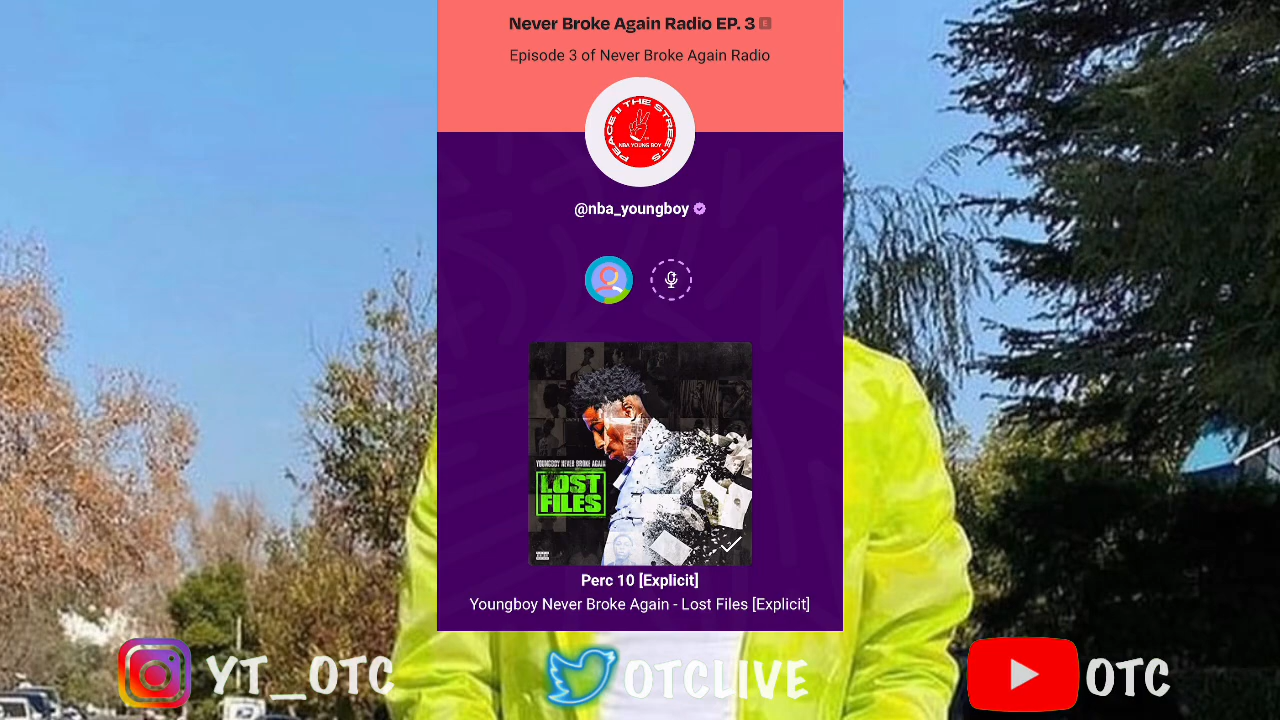 Never Broke Again Radio EP. 3 E
Episode 3 of Never Broke Again Radio
PEACE II THE STREETS
NBA YOUNG BOY
@nba_youngboy
YOUNGBOY NEVER BROKE AGAIN
LOST
FILES
Perc 10 [Explicit]
Youngboy Never Broke Again - Lost Files [Explicit]
YT_OTC
OTCLIVE
OTC